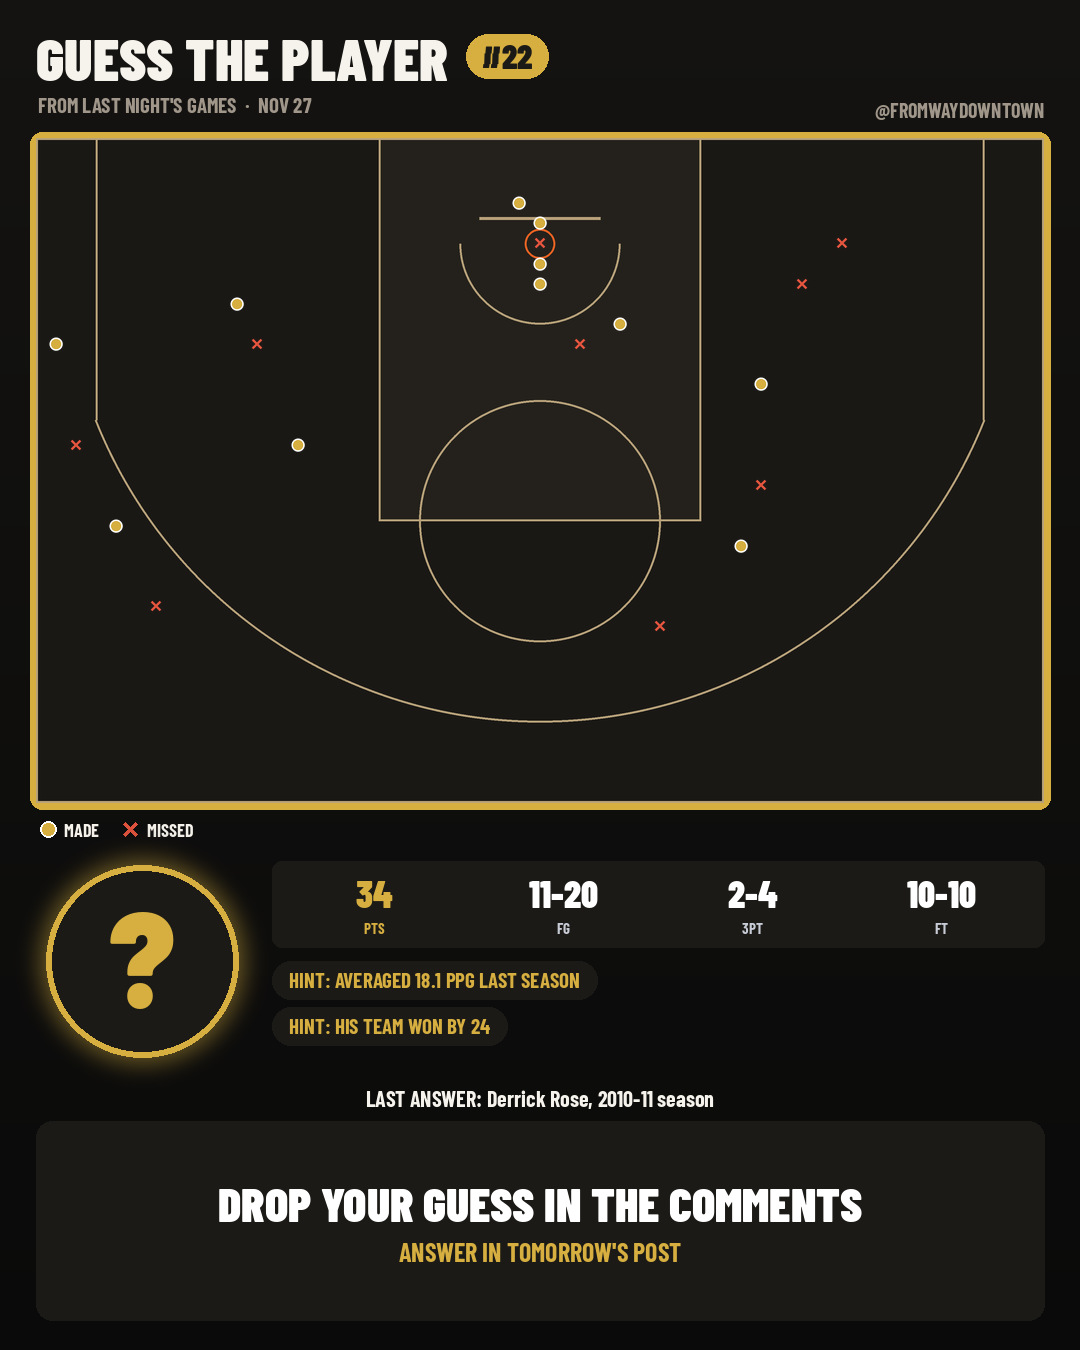 GUESS THE PLAYER #22
FROM LAST NIGHT'S GAMES · NOV 27
@FROMWAYDOWNTOWN
MADE MISSED
?
34 11-20 2-4 10-10
PTS FG 3PT FT
HINT: AVERAGED 18.1 PPG LAST SEASON
HINT: HIS TEAM WON BY 24
LAST ANSWER: Derrick Rose, 2010-11 season
DROP YOUR GUESS IN THE COMMENTS
ANSWER IN TOMORROW'S POST